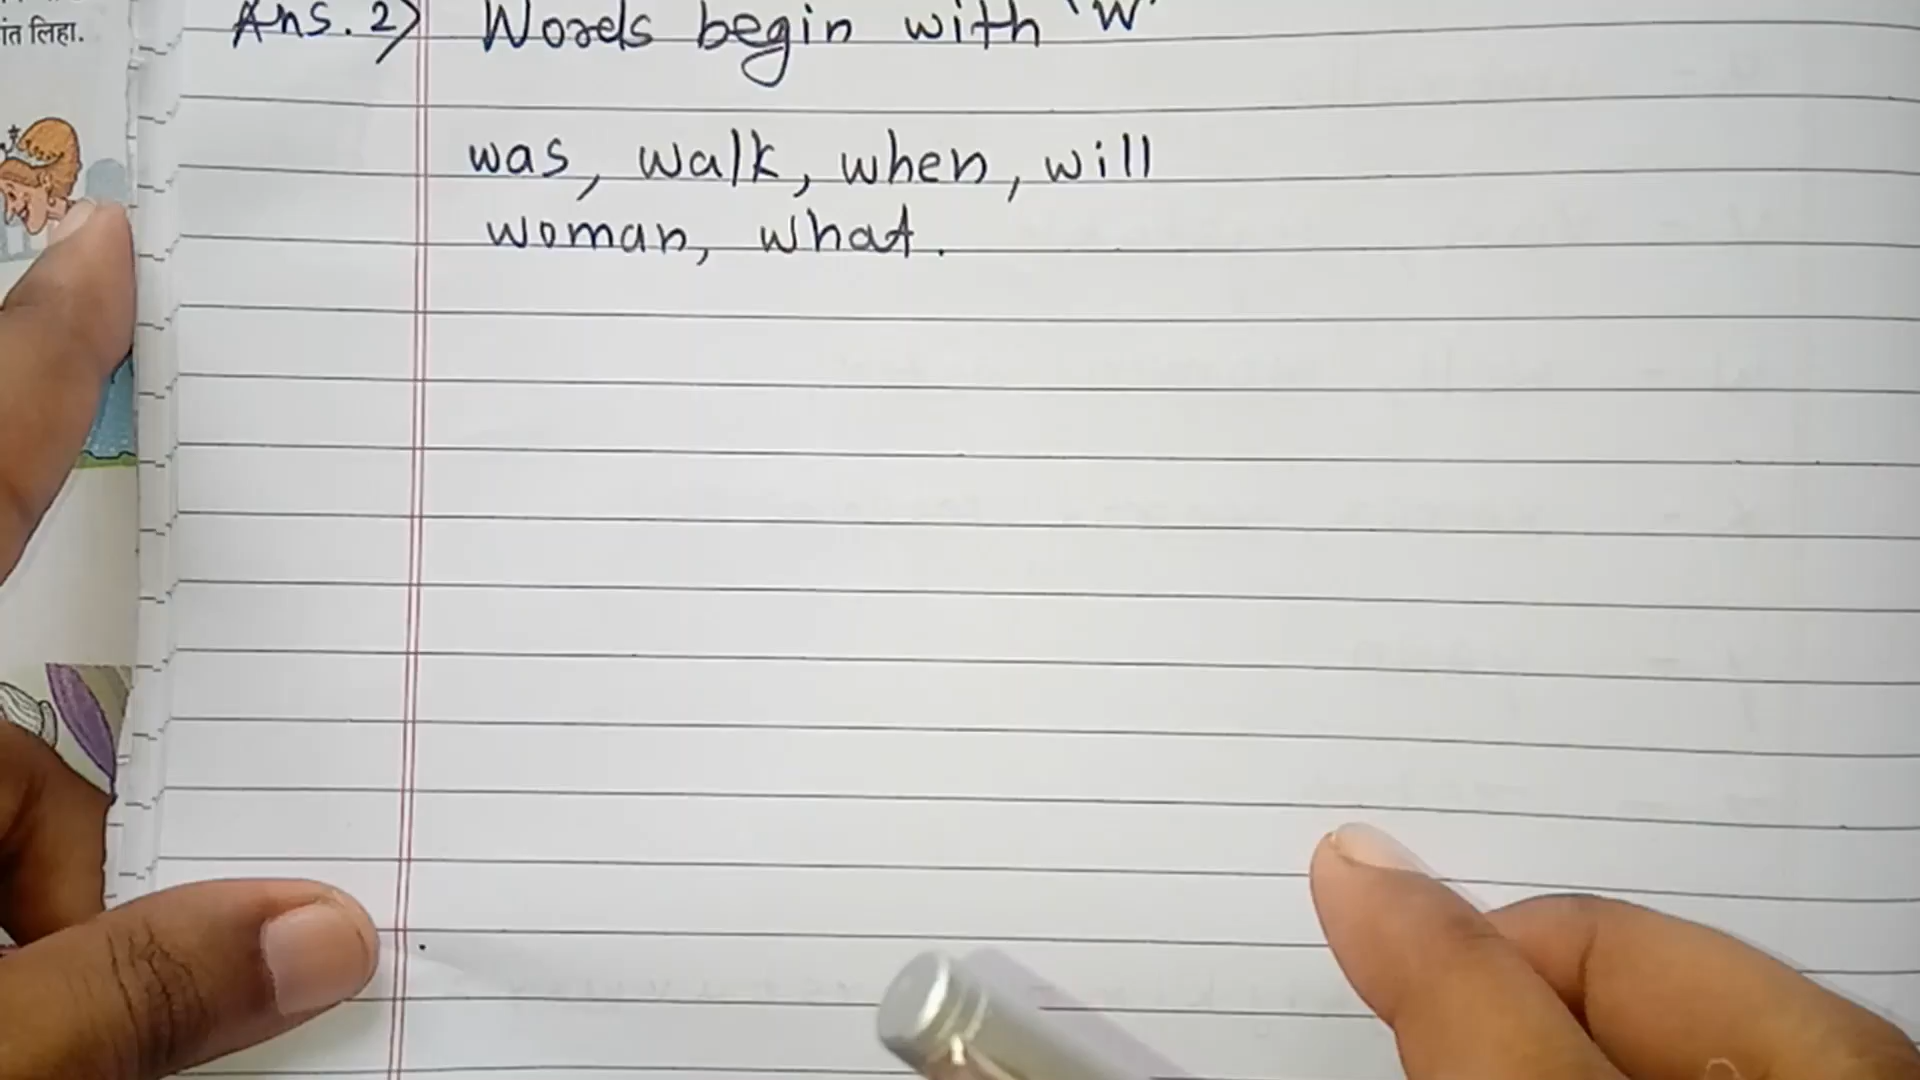 ात लिहा.
Ans. 2) Words begin with 'W'
was, walk, when, will
woman, what.